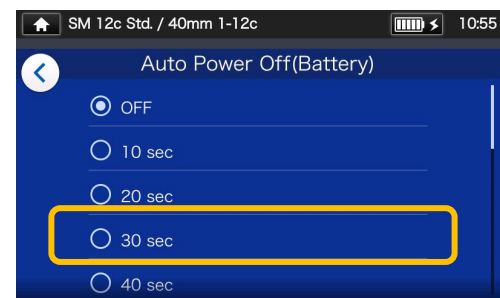 SM 12c Std. / 40mm 1-12c 10:55
Auto Power Off(Battery)
OFF
10 sec
20 sec
30 sec
40 sec